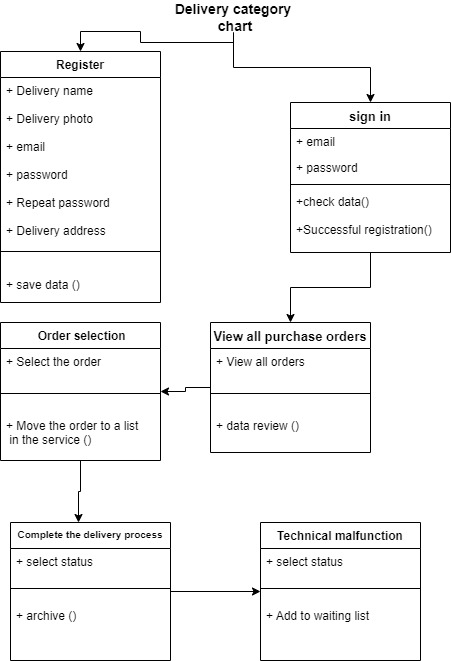 Delivery category
chart
Register
+ Delivery name
+ Delivery photo
+ email
+ password
+ Repeat password
+ Delivery address
+ save data ()
sign in
+ email
+ password
+check data()
+Successful registration()
Order selection
+ Select the order
+ Move the order to a list
in the service ()
View all purchase orders
+ View all orders
+ data review ()
Complete the delivery process
+ select status
+ archive ()
Technical malfunction
+ select status
+ Add to waiting list